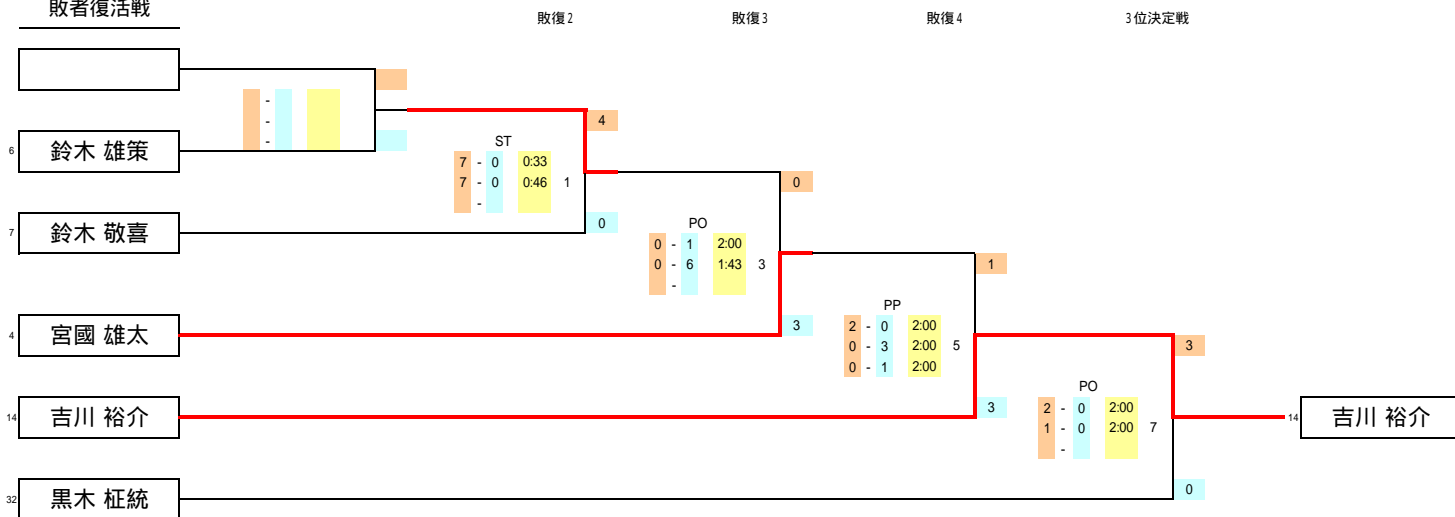 敗者復活戦
敗復2 敗復3 敗復4 3位決定戦
-
-
-
6 鈴木 雄策
4
ST
7 - 0 0:33
7 - 0 0:46 1
-
0
7 鈴木 敬喜
0
PO
0 - 1 2:00
0 - 6 1:43 3
-
3
4 宮國 雄太
1
PP
2 - 0 2:00
0 - 3 2:00 5
0 - 1 2:00
3
14 吉川 裕介
3
PO
2 - 0 2:00
1 - 0 2:00 7
-
0
14 吉川 裕介
32 黒木 柾統